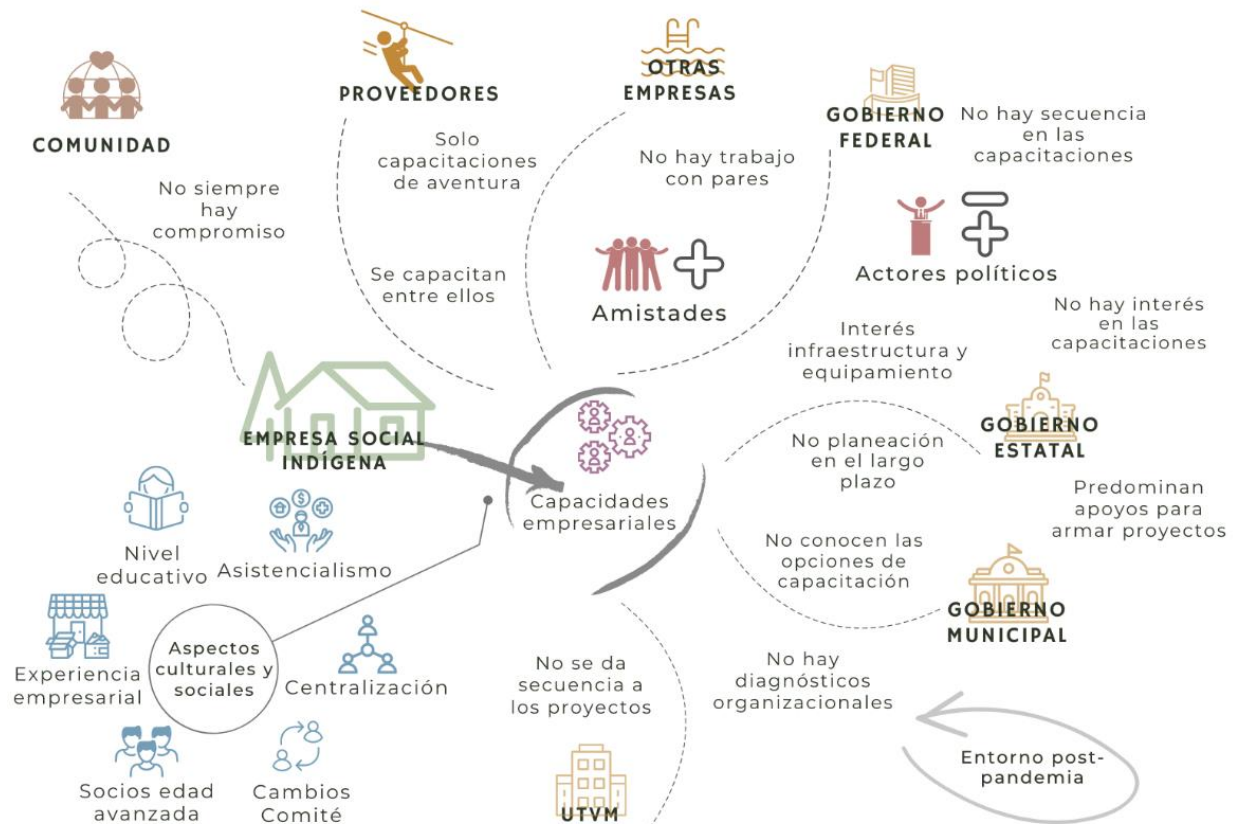 COMUNIDAD
No siempre
hay
compromiso
PROVEEDORES
Solo
capacitaciones
de aventura
Se capacitan
entre ellos
OTRAS
EMPRESAS
No hay trabajo
con pares
Amistades
GOBIERNO
FEDERAL
No hay secuencia
en las
capacitaciones
Actores políticos
No hay interés
en las
capacitaciones
Interés
infraestructura y
equipamiento
GOBIERNO
ESTATAL
No planeación
en el largo
plazo
Predominan
apoyos para
armar proyectos
No conocen las
opciones de
capacitación
GOBIERNO
MUNICIPAL
EMPRESA SOCIAL
INDÍGENA
Capacidades
empresariales
Nivel
educativo
Asistencialismo
Experiencia
empresarial
Aspectos
culturales y
sociales
Centralización
Socios edad
avanzada
Cambios
Comité
No se da
secuencia a
los proyectos
UTVM
No hay
diagnósticos
organizacionales
Entorno post-
pandemia